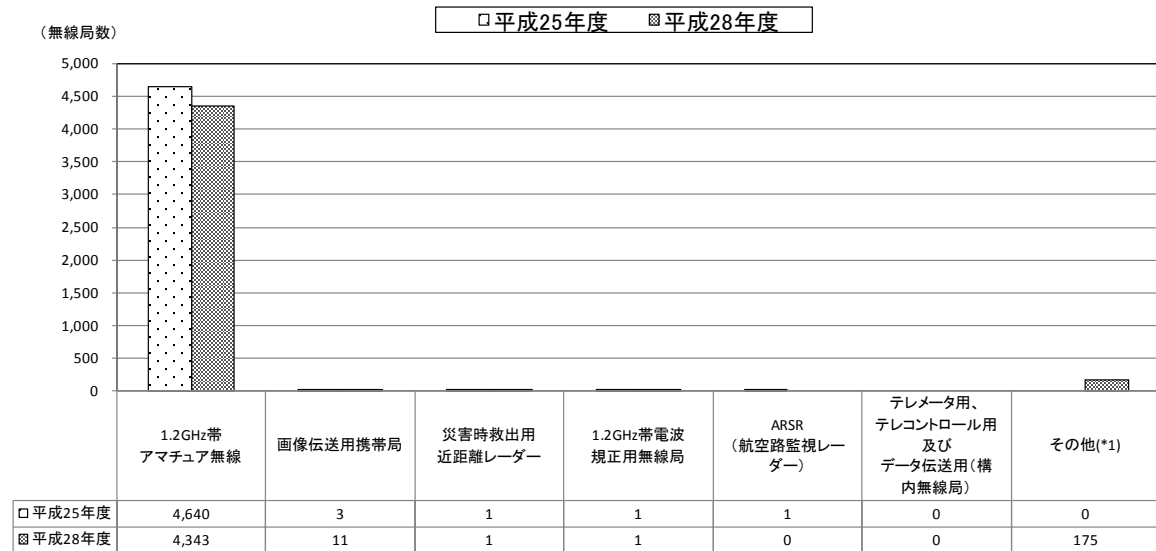 □平成25年度 ▩平成28年度
(無線局数)
5,000
4,500
4,000
3,500
3,000
2,500
2,000
1,500
1,000
500
0
1.2GHz帯
アマチュア無線
画像伝送用携帯局
災害時救出用
近距離レーダー
1.2GHz帯電波
規正用無線局
ARSR
(航空路監視レー
ダー)
テレメータ用、
テレコントロール用
及び
データ伝送用(構
内無線局)
その他(*1)
□平成25年度 4,640 3 1 1 1 0 0
▩平成28年度 4,343 11 1 1 0 0 175